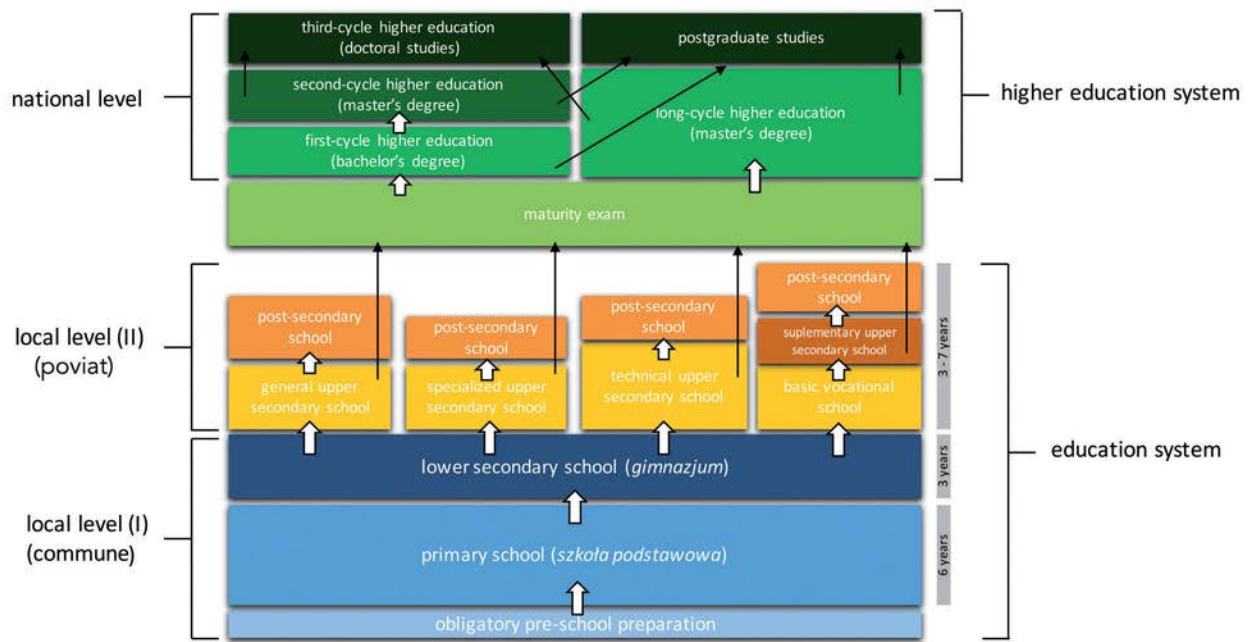 third-cycle higher education
(doctoral studies)
postgraduate studies
national level
second-cycle higher education
(master's degree)
long-cycle higher education
(master's degree)
higher education system
first-cycle higher education
(bachelor's degree)
maturity exam
local level (II)
(poviat)
post-secondary
school
general upper
secondary school
post-secondary
school
specialized upper
secondary school
post-secondary
school
technical upper
secondary school
post-secondary
school
suplementary upper
secondary school
basic vocational
school
3 - 7 years
education system
lower secondary school (gimnazjum)
3 years
local level (I)
(commune)
primary school (szkoła podstawowa)
6 years
obligatory pre-school preparation